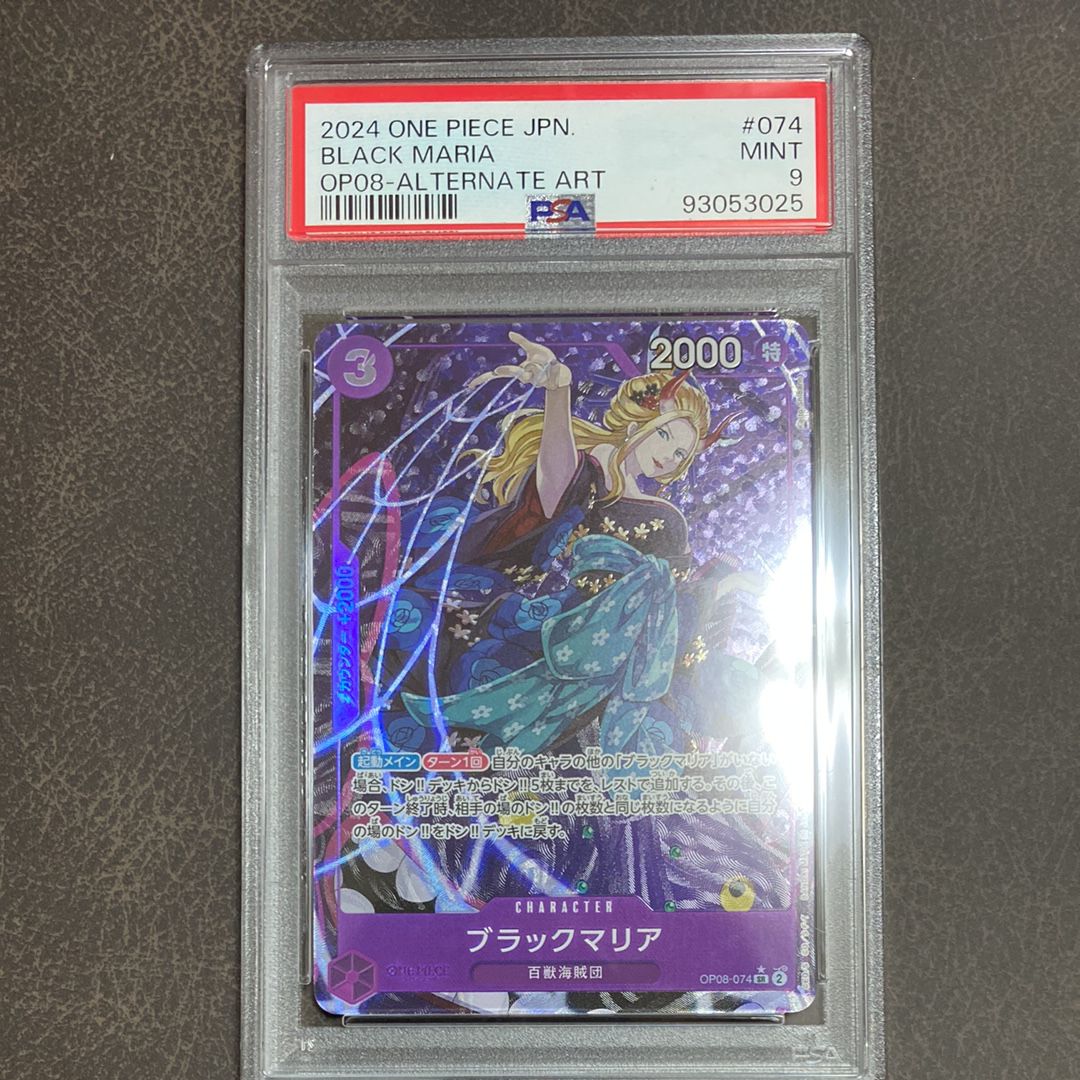 2024 ONE PIECE JPN. #074
BLACK MARIA MINT
OP08-ALTERNATE ART 9
PSA 93053025
3 2000 特
カウンター +2000
起動メイン ターン1回 自分のキャラの他の「ブラックマリア」がいない
場合、ドン!!デッキからドン!!5枚までを、レストで追加する。その後、こ
のターン終了時、相手の場のドン!!の枚数と同じ枚数になるように自分
の場のドン!!をドン!!デッキに戻す。
CHARACTER
ブラックマリア
百獣海賊団
ONE PIECE
OP08-074 SR 2
PSA